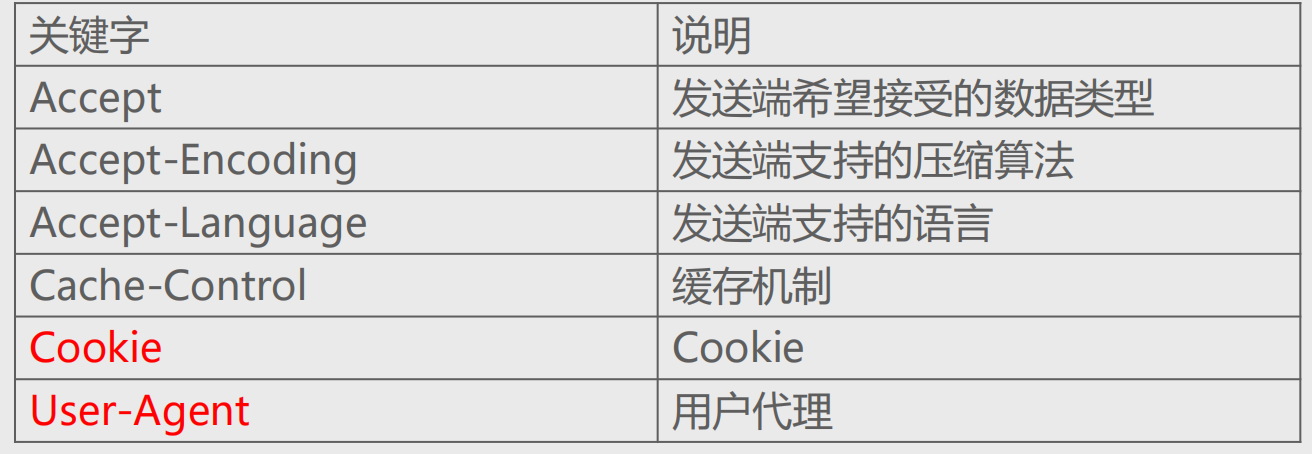 关键字 说明
Accept 发送端希望接受的数据类型
Accept-Encoding 发送端支持的压缩算法
Accept-Language 发送端支持的语言
Cache-Control 缓存机制
Cookie Cookie
User-Agent 用户代理